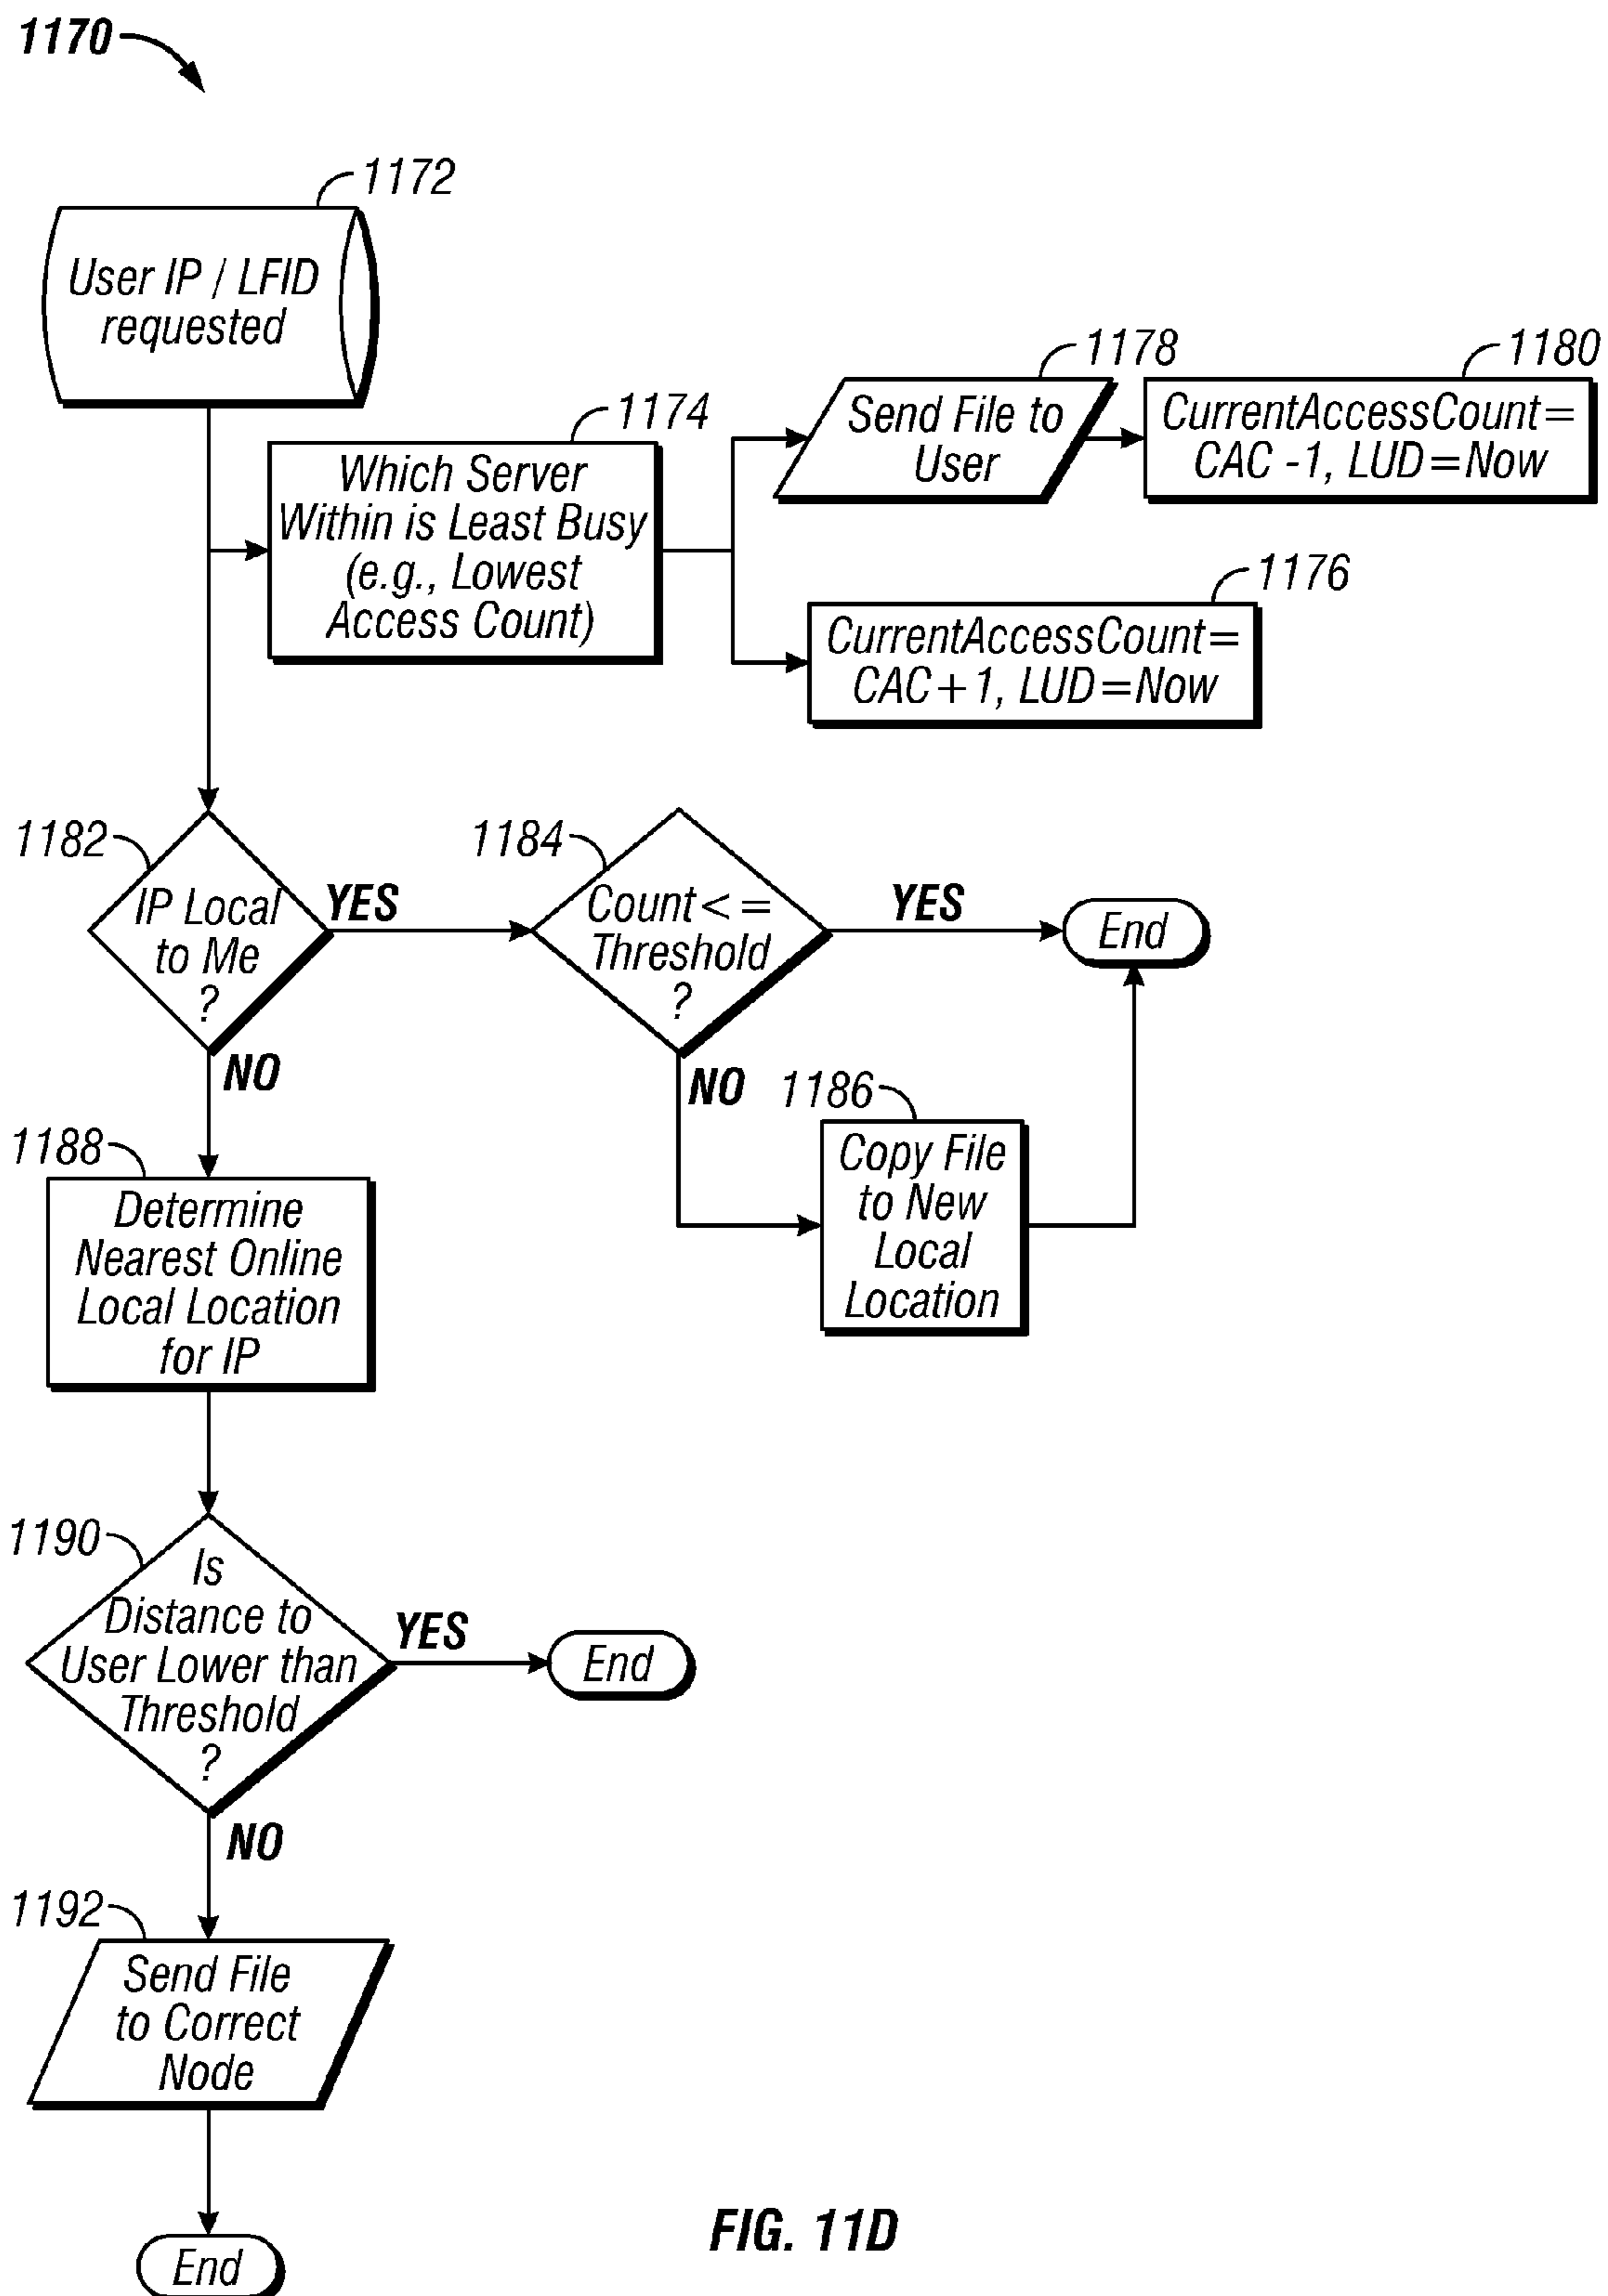 1170
1172
User IP / LFID
requested
1174
Which Server
Within is Least Busy
(e.g., Lowest
Access Count)
1178
Send File to
User
1180
CurrentAccessCount=
CAC -1, LUD=Now
1176
CurrentAccessCount=
CAC+1, LUD=Now
1182
IP Local
to Me
?
YES
NO
1184
Count<=
Threshold
?
YES
NO
End
1186
Copy File
to New
Local
Location
1188
Determine
Nearest Online
Local Location
for IP
1190
Is
Distance to
User Lower than
Threshold
?
YES
End
NO
1192
Send File
to Correct
Node
End
FIG. 11D